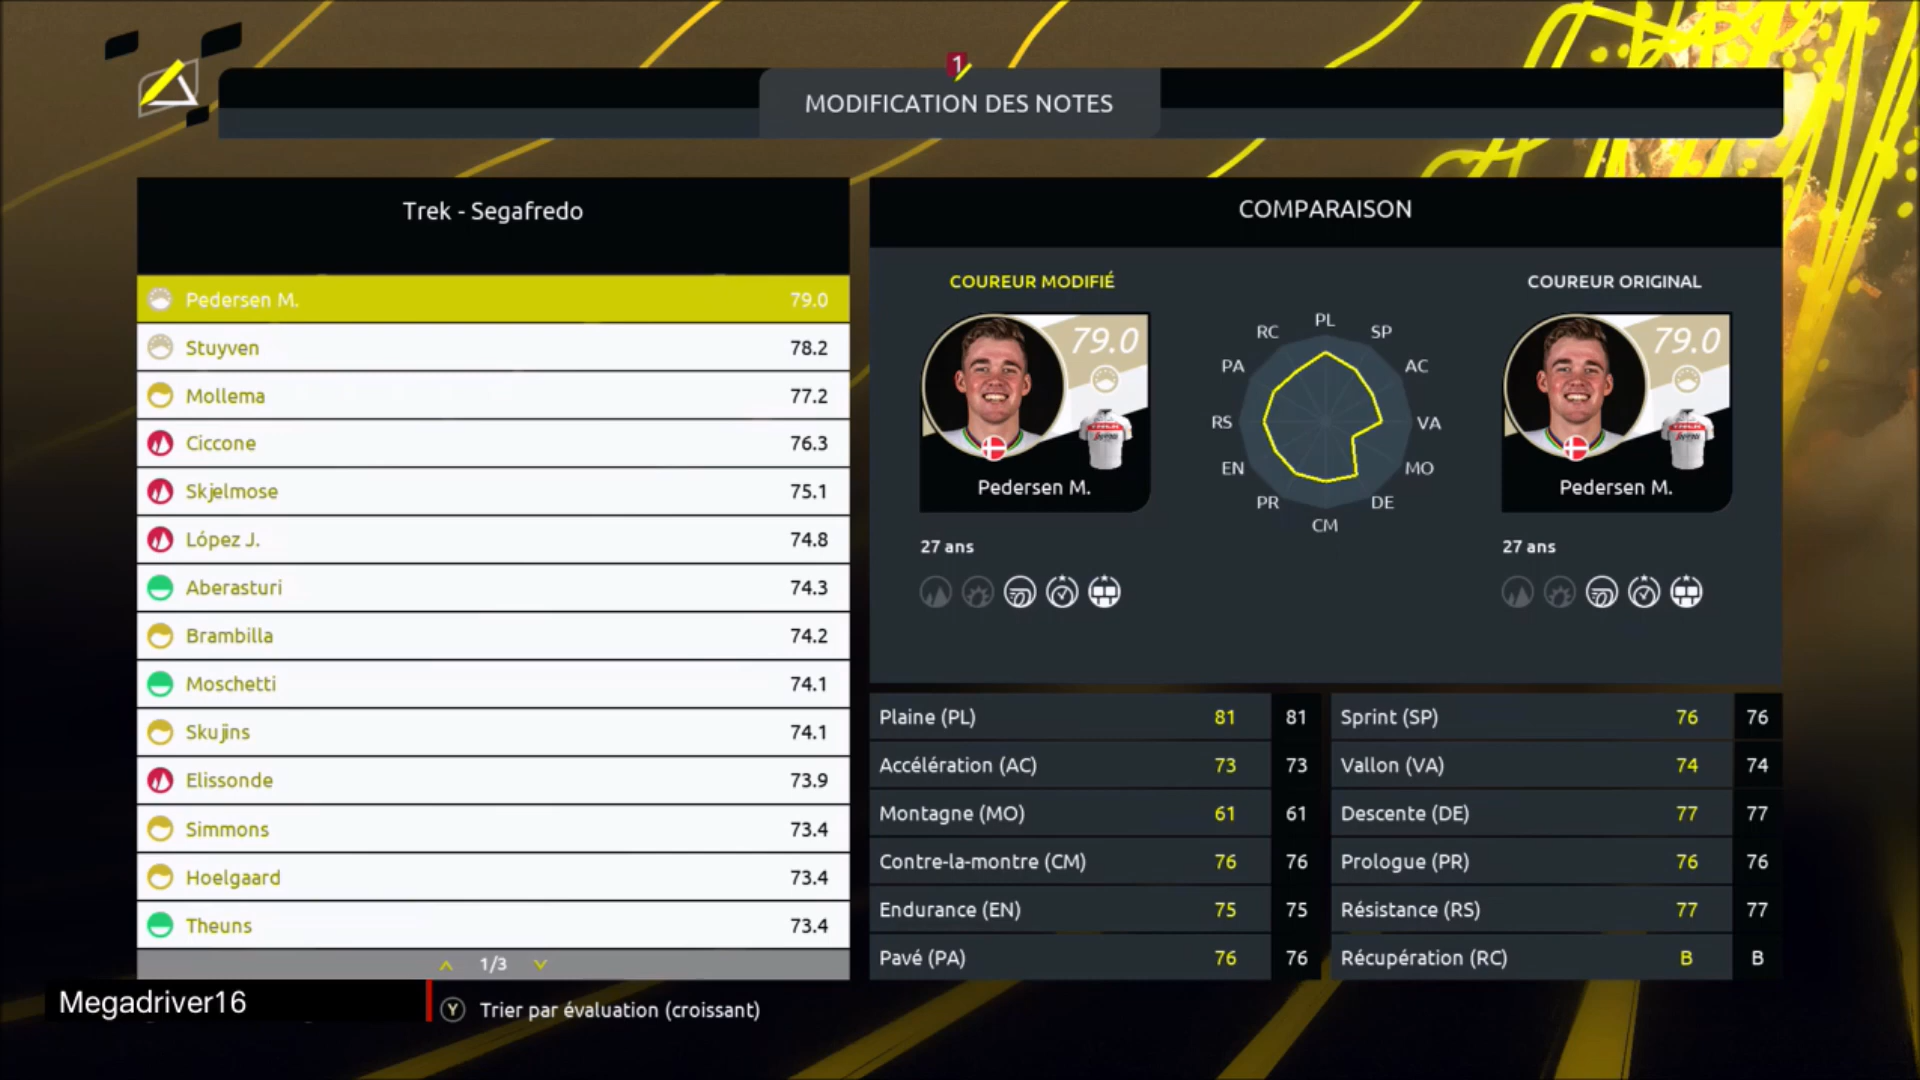 1
MODIFICATION DES NOTES
Trek - Segafredo
Pedersen M. 79.0
Stuyven 78.2
Mollema 77.2
Ciccone 76.3
Skjelmose 75.1
López J. 74.8
Aberasturi 74.3
Brambilla 74.2
Moschetti 74.1
Skujins 74.1
Elissonde 73.9
Simmons 73.4
Hoelgaard 73.4
Theuns 73.4
1/3
Megadriver16
Y Trier par évaluation (croissant)
COMPARAISON
COUREUR MODIFIÉ
79.0
TREK
Pedersen M.
27 ans
PL
SP
AC
VA
MO
DE
CM
PR
EN
RS
PA
RC
COUREUR ORIGINAL
79.0
TREK
Pedersen M.
27 ans
Plaine (PL) 81 81 Sprint (SP) 76 76
Accélération (AC) 73 73 Vallon (VA) 74 74
Montagne (MO) 61 61 Descente (DE) 77 77
Contre-la-montre (CM) 76 76 Prologue (PR) 76 76
Endurance (EN) 75 75 Résistance (RS) 77 77
Pavé (PA) 76 76 Récupération (RC) B B